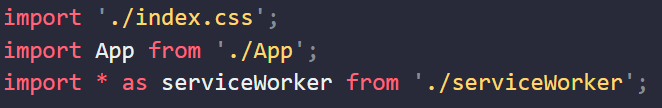 import './index.css';
import App from './App';
import * as serviceWorker from './serviceWorker';